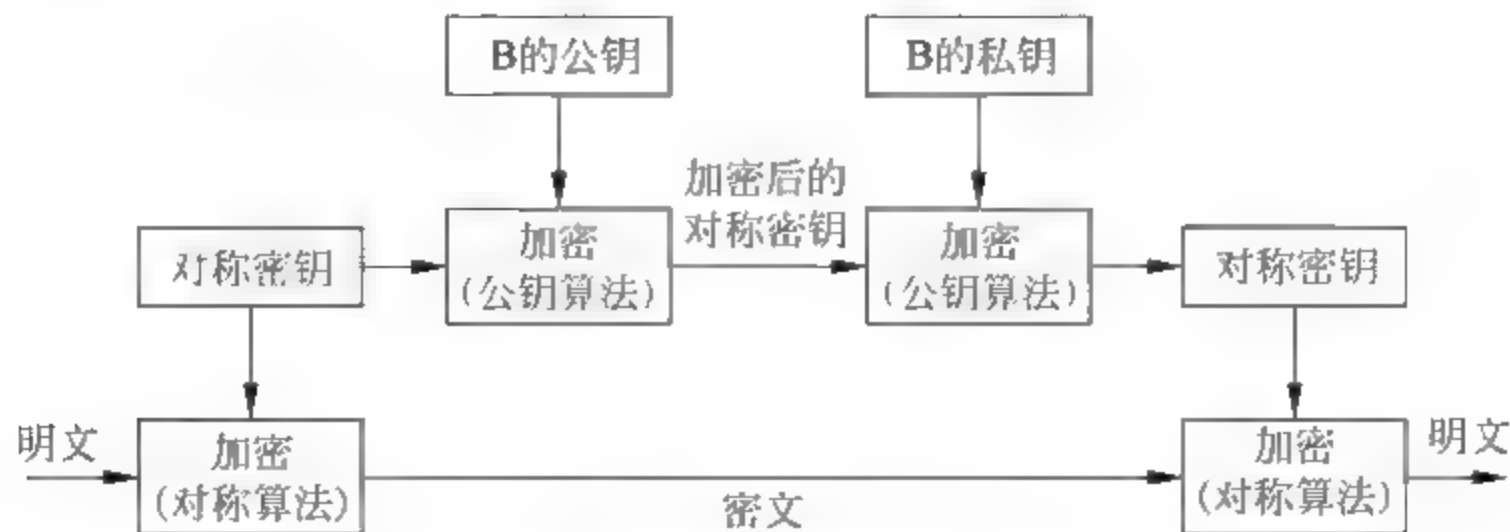 B的公钥
B的私钥
加密后的
对称密钥
对称密钥
加密
(公钥算法)
加密
(公钥算法)
对称密钥
明文
加密
(对称算法)
密文
加密
(对称算法)
明文